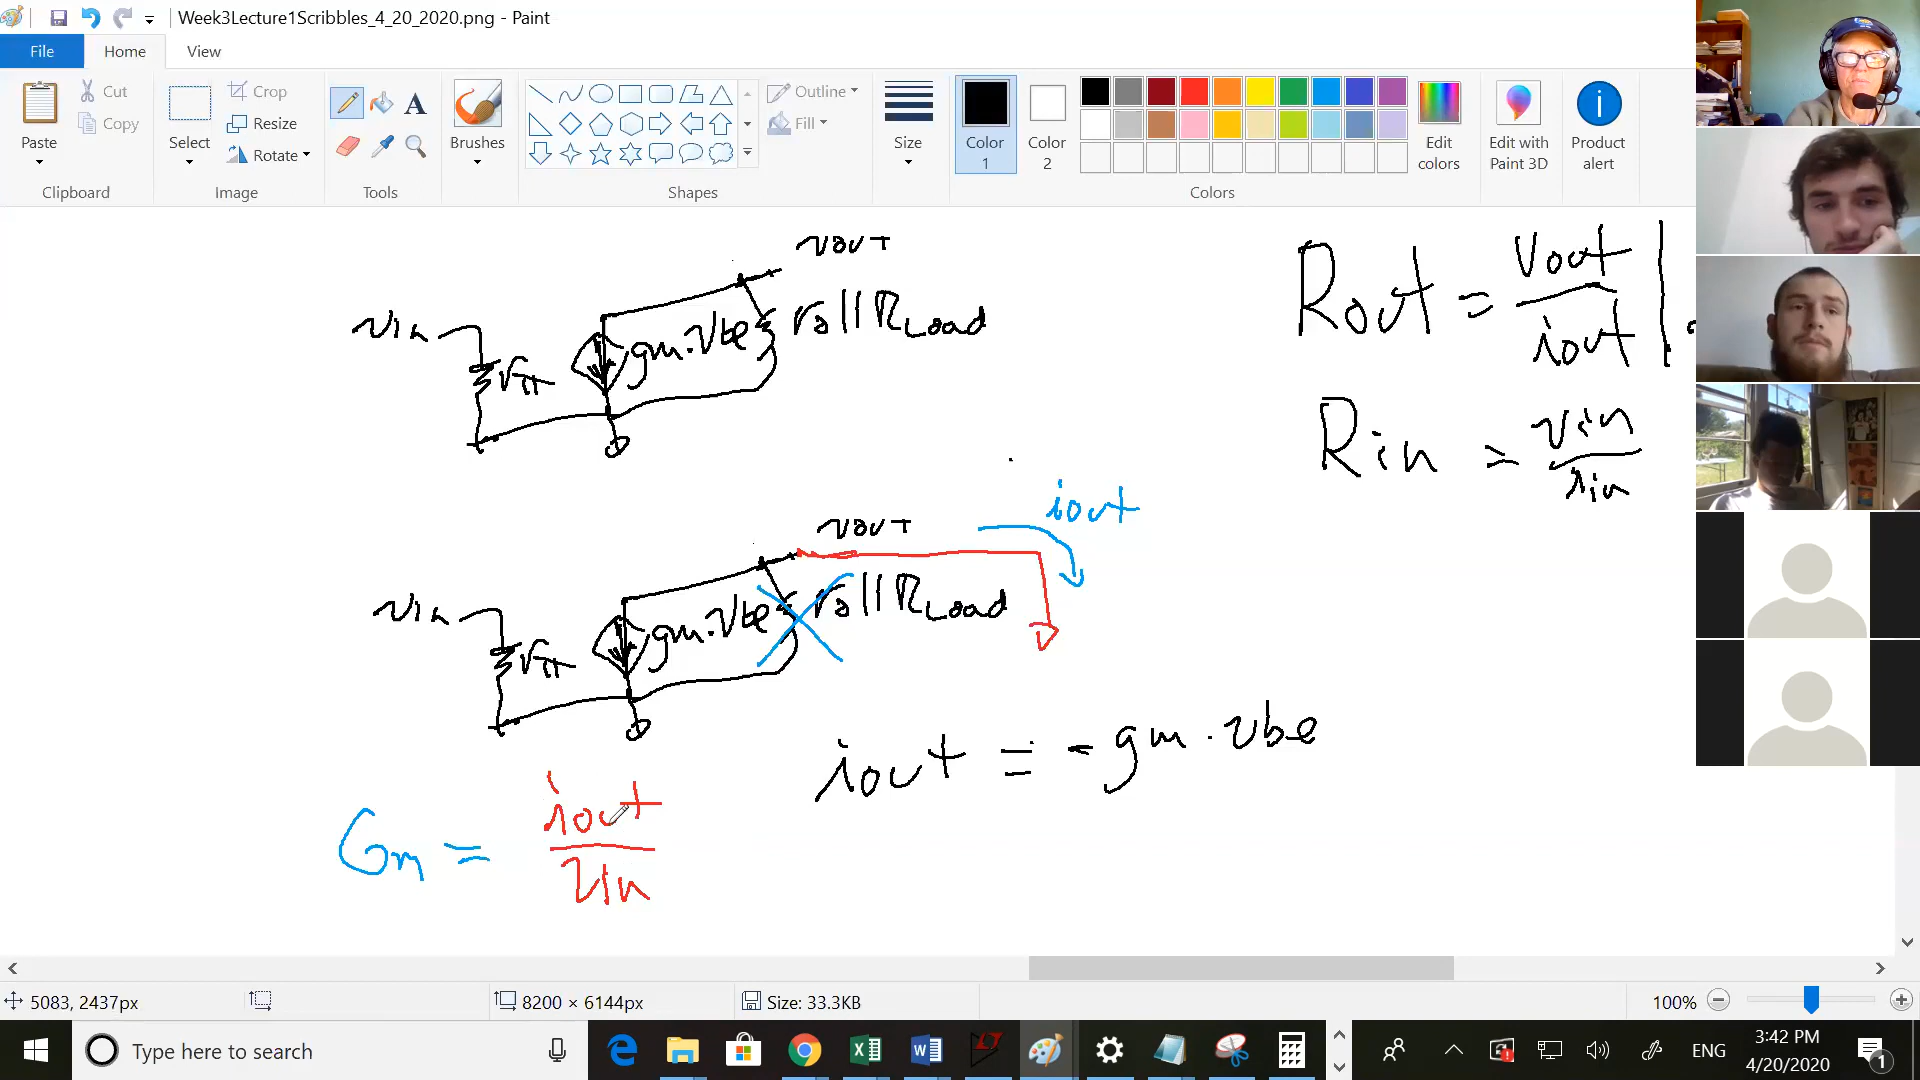 Week3Lecture1Scribbles_4_20_2020.png - Paint
File Home View
Paste
Cut
Copy
Clipboard
Select
Crop
Resize
Rotate
Image
A
Tools
Brushes
Shapes
Outline
Fill
Size
Color 1
Color 2
Colors
Edit colors
Edit with Paint 3D
Product alert
vout
vin
rπ
gm.vbe
ro||RLoad
Rout = vout / iout |
Rin = vin / iin
iout
vout
vin
rπ
gm.vbe
ro||RLoad
iout = - gm . vbe
Gm = iout / vin
5083, 2437px
8200 × 6144px
Size: 33.3KB
100%
Type here to search
ENG
3:42 PM
4/20/2020
1